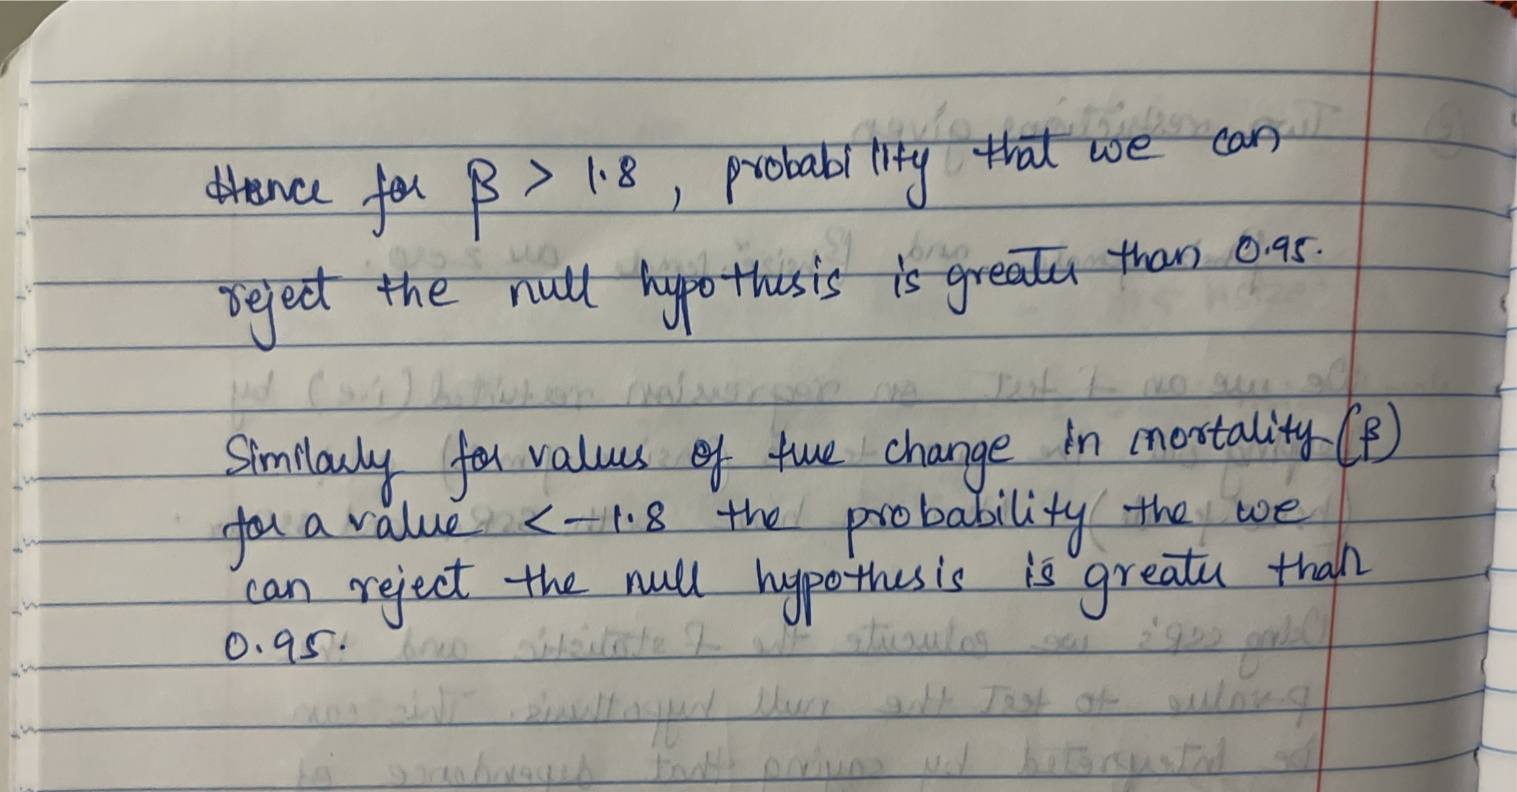 Hence for β > 1.8, probability that we can
reject the null hypothesis is greater than 0.95.
Similarly for values of true change in mortality (β)
for a value < -1.8 the probability the we
can reject the null hypothesis is greater than
0.95.